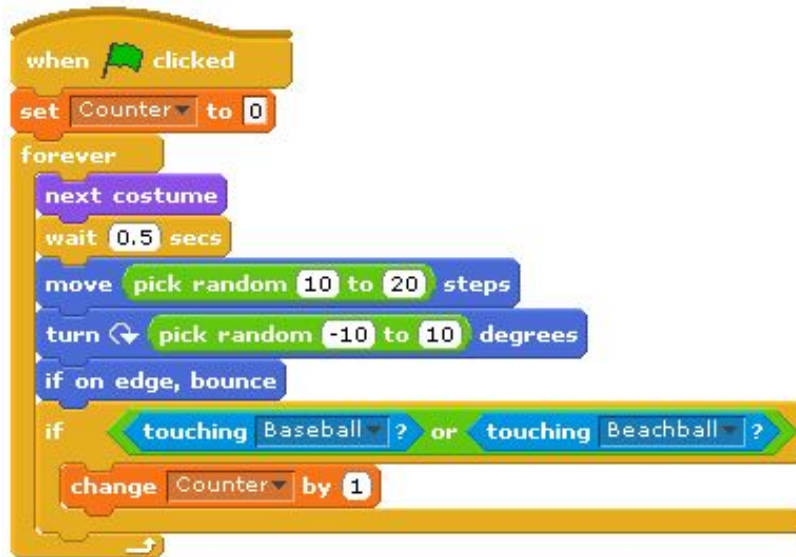 when clicked
set Counter to 0
forever
next costume
wait 0.5 secs
move pick random 10 to 20 steps
turn pick random -10 to 10 degrees
if on edge, bounce
if touching Baseball ? or touching Beachball ?
change Counter by 1